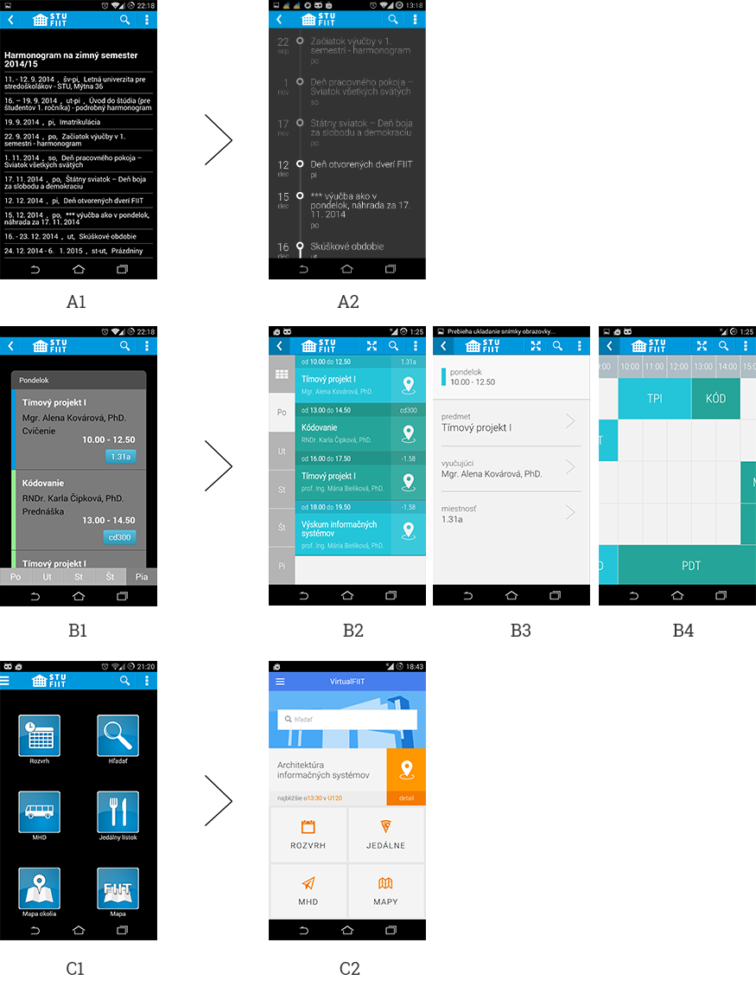 22:18
STU
FIIT
Harmonogram na zimný semester
2014/15
11. - 12. 9. 2014 , šv-pi, Letná univerzita pre
stredoškolákov - STU, Mýtna 36
16. – 19. 9. 2014 , ut-pi , Úvod do štúdia (pre
študentov 1. ročníka) - podrobný harmonogram
19. 9. 2014 , pi, Imatrikulácia
22. 9. 2014 , po, Začiatok výučby v 1.
semestri - harmonogram
1. 11. 2014 , so, Deň pracovného pokoja –
Sviatok všetkých svätých
17. 11. 2014 , po, Štátny sviatok – Deň boja
za slobodu a demokraciu
12. 12. 2014 , pi, Deň otvorených dverí FIIT
15. 12. 2014 , po, *** výučba ako v pondelok,
náhrada za 17. 11. 2014
16. - 23. 12. 2014 , ut, Skúškové obdobie
24. 12. 2014 - 6. 1. 2015 , st-ut, Prázdniny
A1
13:18
STU
FIIT
22 sep
Začiatok výučby v 1.
semestri - harmonogram
po
1 nov
Deň pracovného pokoja –
Sviatok všetkých svätých
so
17 nov
Štátny sviatok – Deň boja
za slobodu a demokraciu
po
12 dec
Deň otvorených dverí FIIT
pi
15 dec
*** výučba ako v
pondelok, náhrada za 17.
11. 2014
po
16 dec
Skúškové obdobie
ut
A2
22:18
STU
FIIT
Pondelok
Tímový projekt I
Mgr. Alena Kovárová, PhD.
Cvičenie
10.00 - 12.50
1.31a
Kódovanie
RNDr. Karla Čipková, PhD.
Prednáška
13.00 - 14.50
cd300
Tímový projekt I
Po Ut St Št Pia
B1
1:25
STU
FIIT
Po
Ut
St
Št
Pi
od 10.00 do 12.50 1.31a
Tímový projekt I
Mgr. Alena Kovárová, PhD.
od 13.00 do 14.50 cd300
Kódovanie
RNDr. Karla Čipková, PhD.
od 16.00 do 17.50 -1.58
Tímový projekt I
prof. Ing. Mária Bieliková, PhD.
od 18.00 do 19.50 -1.58
Výskum informačných
systémov
prof. Ing. Mária Bieliková, PhD.
B2
Prebieha ukladanie snímky obrazovky...
STU
FIIT
pondelok
10.00 - 12.50
predmet
Tímový projekt I
vyučujúci
Mgr. Alena Kovárová, PhD.
miestnosť
1.31a
B3
1:25
STU
FIIT
:00 10:00 11:00 12:00 13:00 14:00 15:0
TPI KÓD
PDT
B4
21:20
STU
FIIT
Rozvrh Hľadať
MHD Jedálny lístok
FIIT
Mapa okolia Mapa
C1
18:43
VirtualFIIT
hľadať
Architektúra
informačných systémov
najbližšie o 13:30 v U120 detail
ROZVRH JEDÁLNE
MHD MAPY
C2